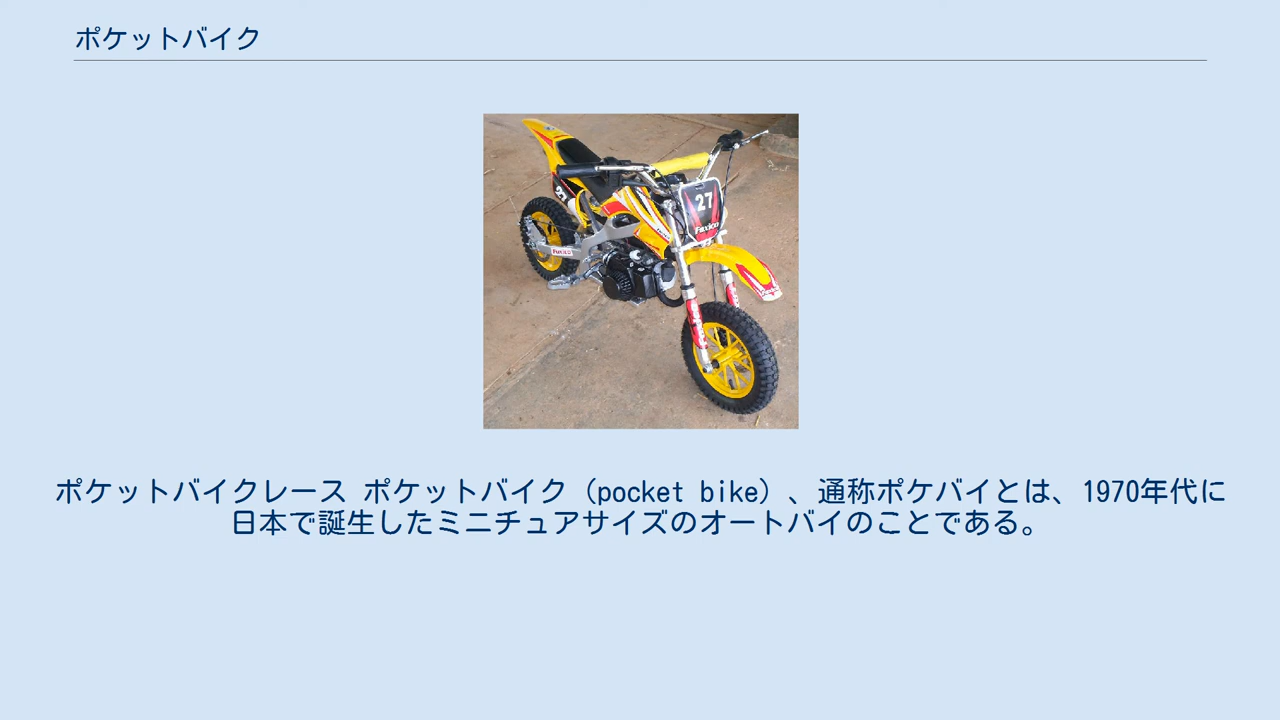 ポケットバイク
27
Faxico
27
ポケットバイクレース ポケットバイク（pocket bike）、通称ポケバイとは、1970年代に
日本で誕生したミニチュアサイズのオートバイのことである。